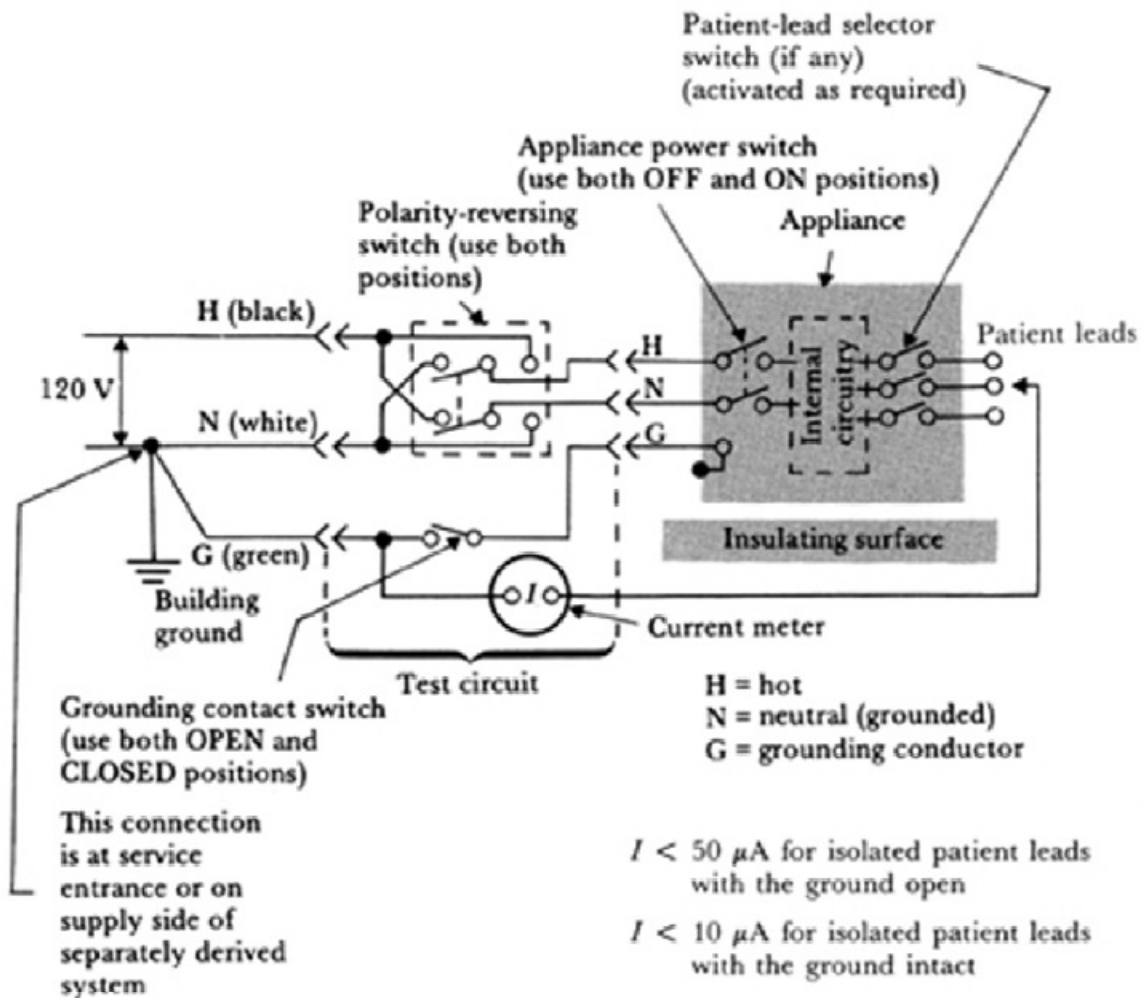 Patient-lead selector
switch (if any)
(activated as required)
Appliance power switch
(use both OFF and ON positions)
Appliance
Polarity-reversing
switch (use both
positions)
H (black)
Patient leads
H
120 V
N
Internal
circuitry
N (white)
G
Insulating surface
G (green)
I
Building
ground
Current meter
Test circuit
H = hot
N = neutral (grounded)
G = grounding conductor
Grounding contact switch
(use both OPEN and
CLOSED positions)
This connection
is at service
entrance or on
supply side of
separately derived
system
I < 50 μA for isolated patient leads
with the ground open
I < 10 μA for isolated patient leads
with the ground intact